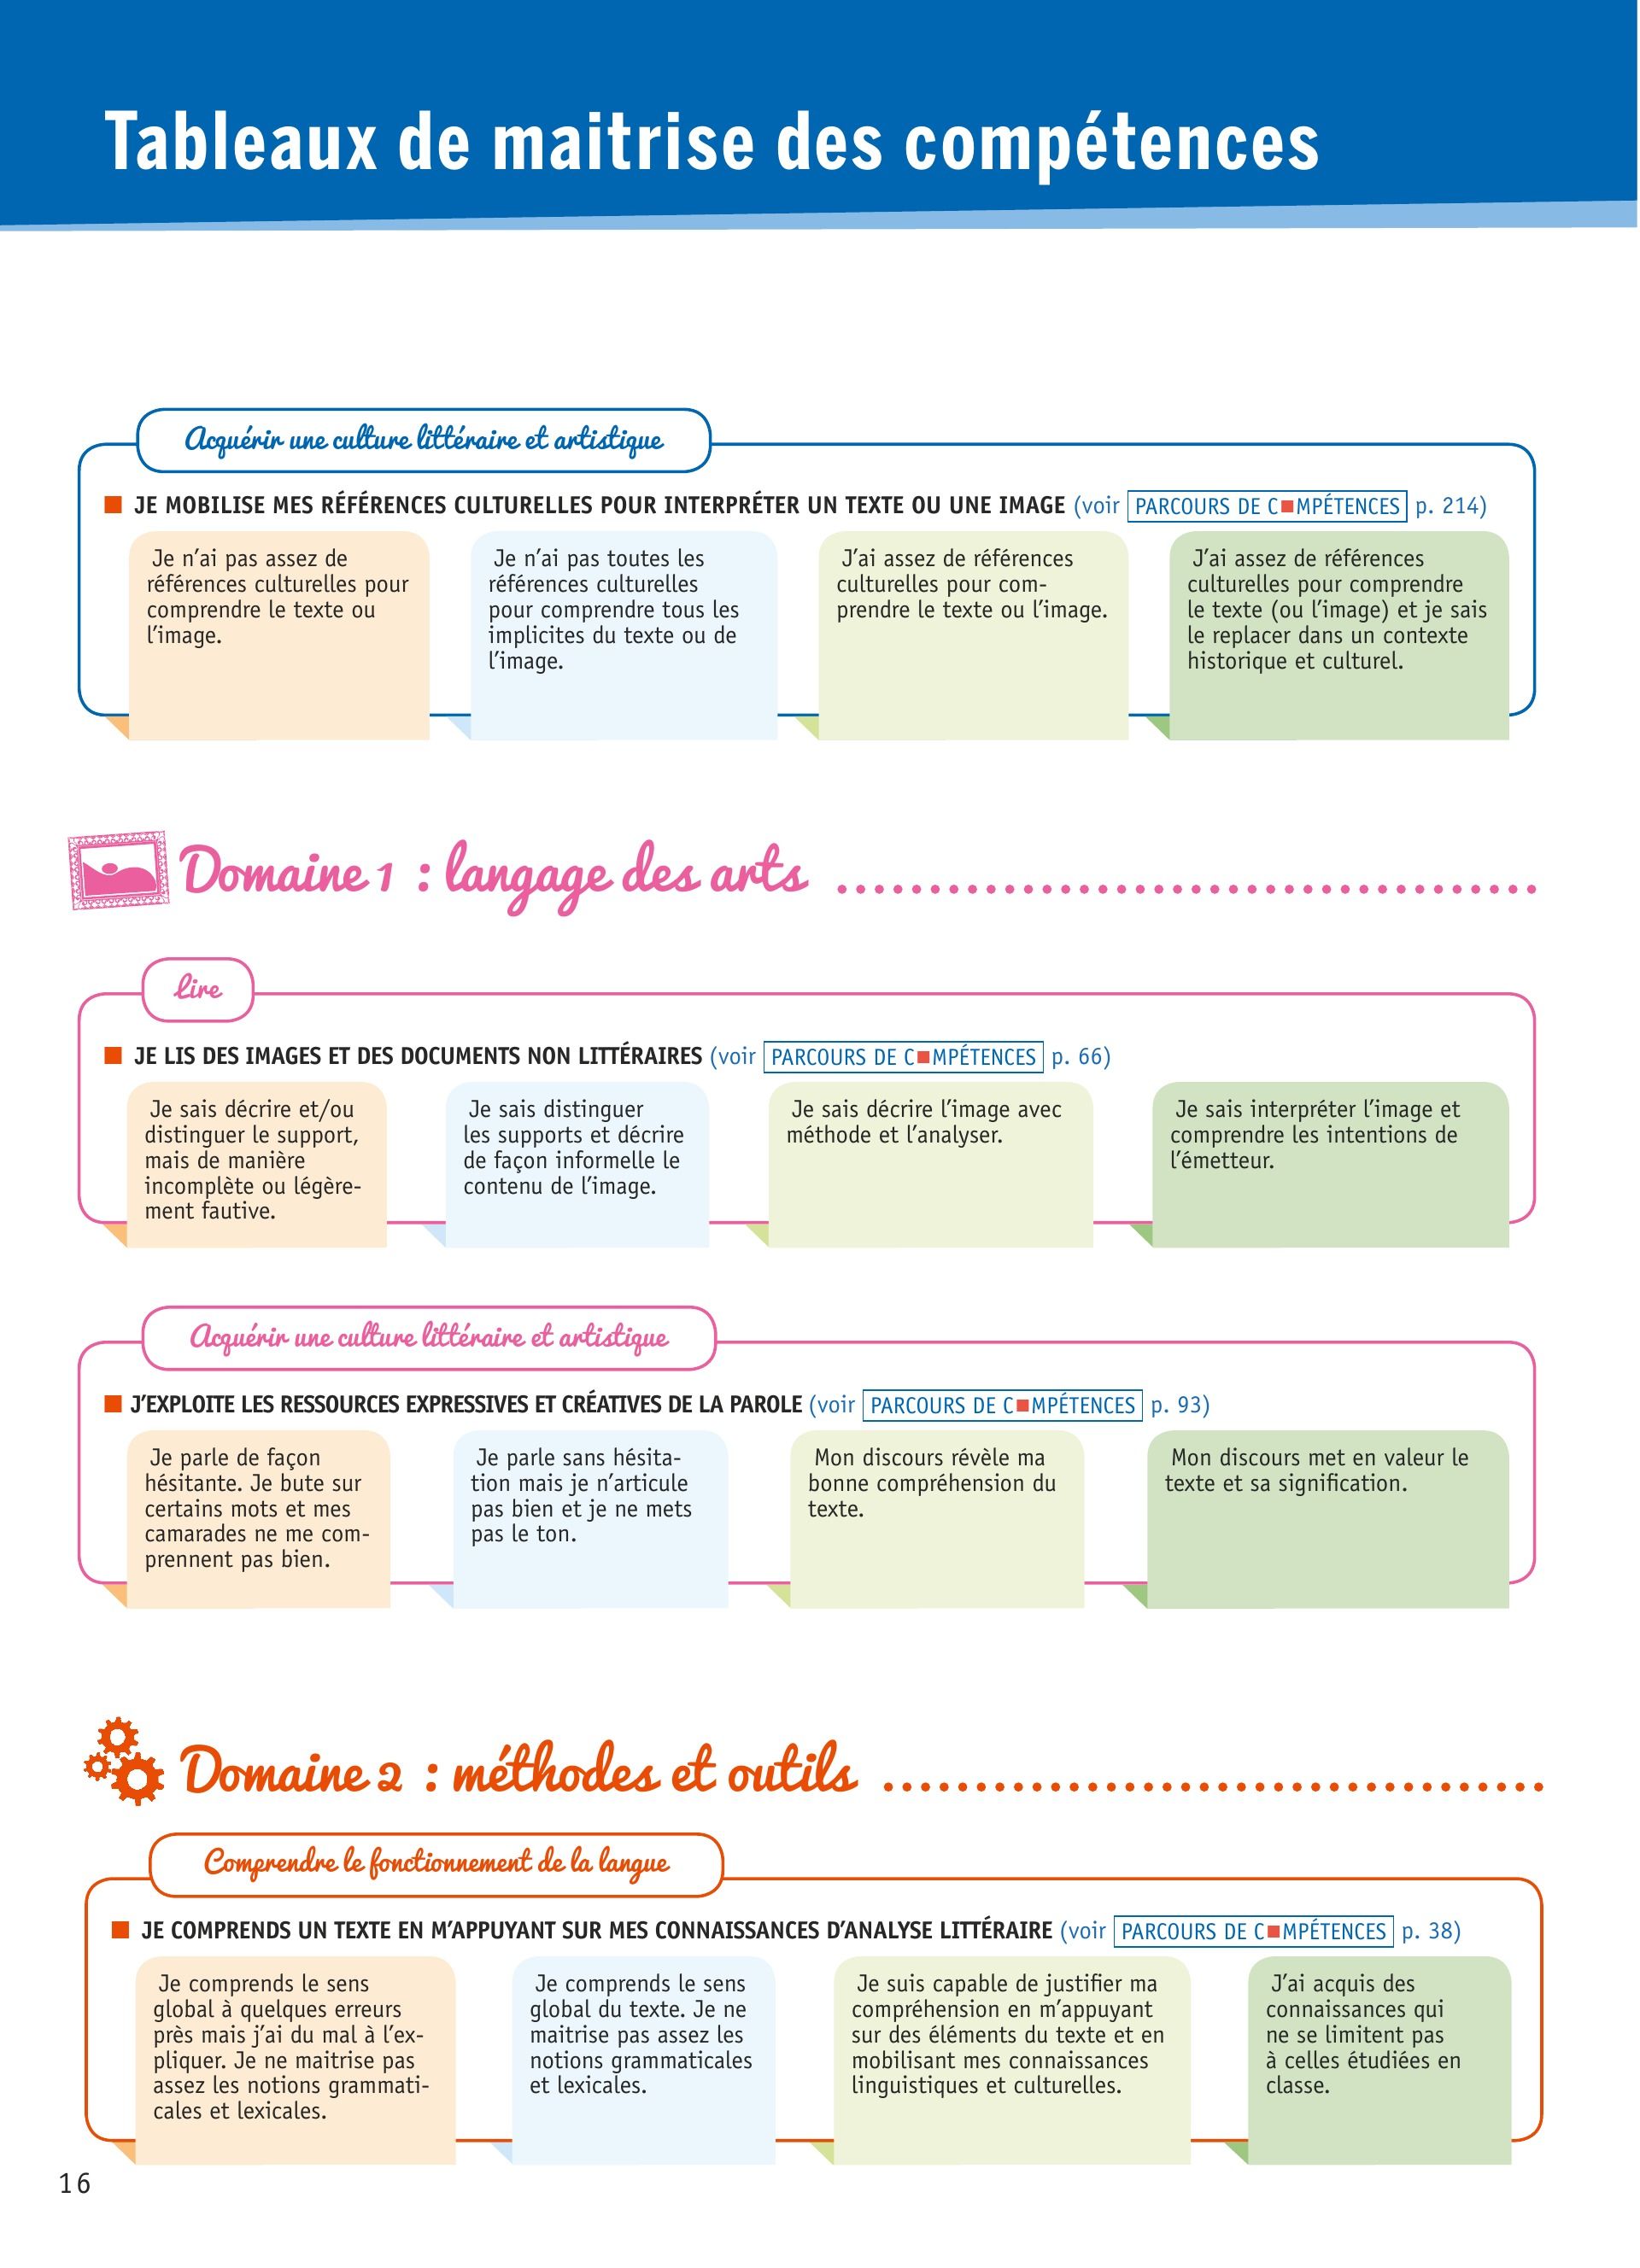 Tableaux de maitrise des compétences
Acquérir une culture littéraire et artistique
JE MOBILISE MES RÉFÉRENCES CULTURELLES POUR INTERPRÉTER UN TEXTE OU UNE IMAGE (voir PARCOURS DE C■MPÉTENCES p. 214)
Je n'ai pas assez de
références culturelles pour
comprendre le texte ou
l'image.
Je n'ai pas toutes les
références culturelles
pour comprendre tous les
implicites du texte ou de
l'image.
J'ai assez de références
culturelles pour com-
prendre le texte ou l'image.
J'ai assez de références
culturelles pour comprendre
le texte (ou l'image) et je sais
le replacer dans un contexte
historique et culturel.
Domaine 1 : langage des arts
Lire
JE LIS DES IMAGES ET DES DOCUMENTS NON LITTÉRAIRES (voir PARCOURS DE C■MPÉTENCES p. 66)
Je sais décrire et/ou
distinguer le support,
mais de manière
incomplète ou légère-
ment fautive.
Je sais distinguer
les supports et décrire
de façon informelle le
contenu de l'image.
Je sais décrire l'image avec
méthode et l'analyser.
Je sais interpréter l'image et
comprendre les intentions de
l'émetteur.
Acquérir une culture littéraire et artistique
J'EXPLOITE LES RESSOURCES EXPRESSIVES ET CRÉATIVES DE LA PAROLE (voir PARCOURS DE C■MPÉTENCES p. 93)
Je parle de façon
hésitante. Je bute sur
certains mots et mes
camarades ne me com-
prennent pas bien.
Je parle sans hésita-
tion mais je n'articule
pas bien et je ne mets
pas le ton.
Mon discours révèle ma
bonne compréhension du
texte.
Mon discours met en valeur le
texte et sa signification.
Domaine 2 : méthodes et outils
Comprendre le fonctionnement de la langue
JE COMPRENDS UN TEXTE EN M'APPUYANT SUR MES CONNAISSANCES D'ANALYSE LITTÉRAIRE (voir PARCOURS DE C■MPÉTENCES p. 38)
Je comprends le sens
global à quelques erreurs
près mais j'ai du mal à l'ex-
pliquer. Je ne maitrise pas
assez les notions grammati-
cales et lexicales.
Je comprends le sens
global du texte. Je ne
maitrise pas assez les
notions grammaticales
et lexicales.
Je suis capable de justifier ma
compréhension en m'appuyant
sur des éléments du texte et en
mobilisant mes connaissances
linguistiques et culturelles.
J'ai acquis des
connaissances qui
ne se limitent pas
à celles étudiées en
classe.
16